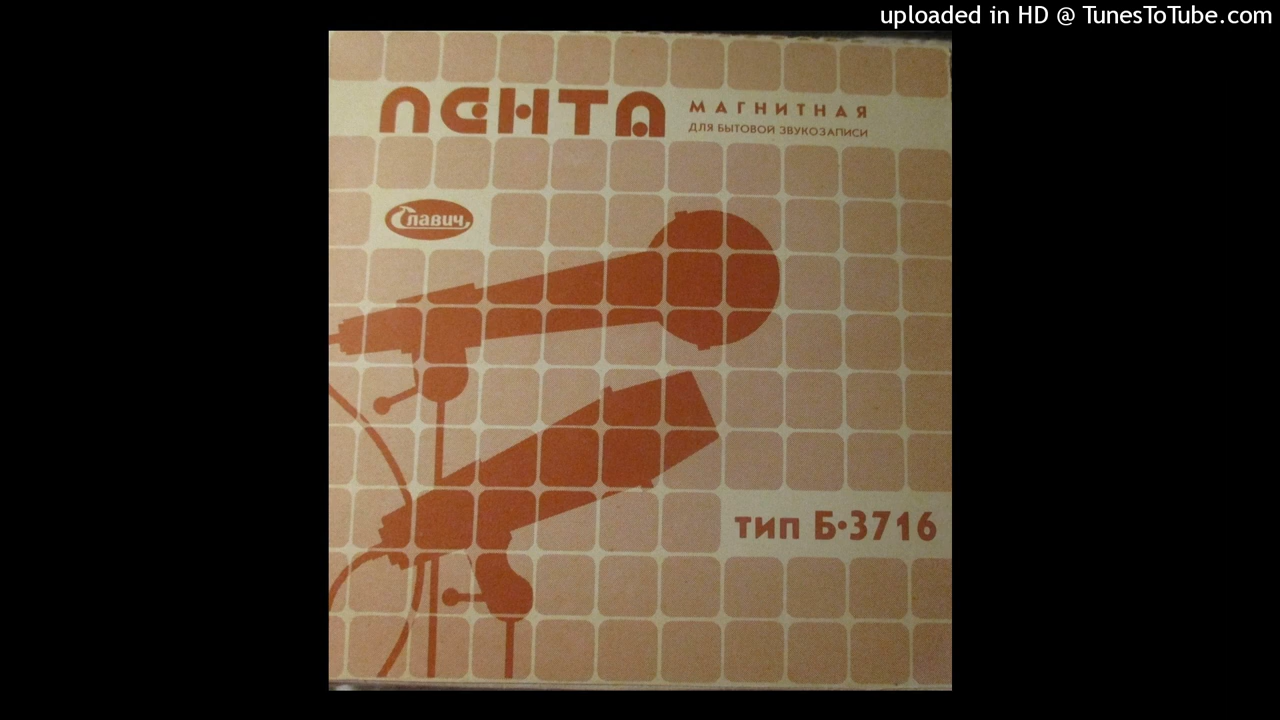 uploaded in HD @ TunesToTube.com
ЛЕНТА
МАГНИТНАЯ
ДЛЯ БЫТОВОЙ ЗВУКОЗАПИСИ
Славич
ТИП Б·3716